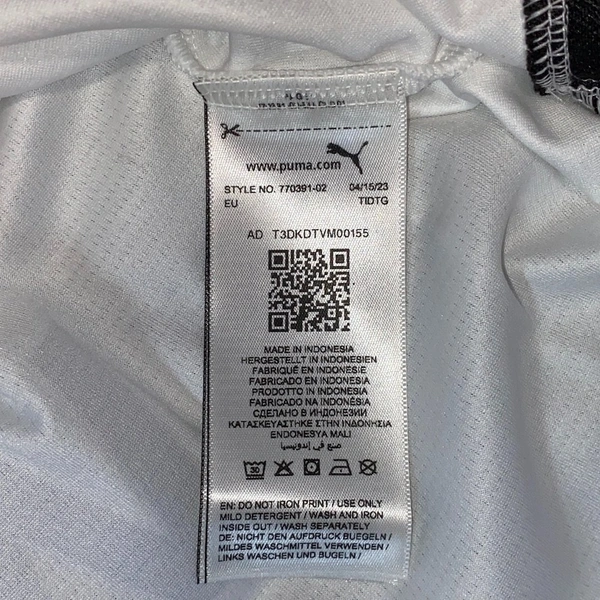 www.puma.com
STYLE NO. 770391-02 04/15/23
EU TIDTG
AD T3DKDTVM00155
MADE IN INDONESIA
HERGESTELLT IN INDONESIEN
FABRIQUÉ EN INDONÉSIE
FABRICADO EN INDONESIA
PRODOTTO IN INDONESIA
FABRICADO NA INDONÉSIA
СДЕЛАНО В ИНДОНЕЗИИ
ΚΑΤΑΣΚΕΥΑΣΤΗΚΕ ΣΤΗΝ ΙΝΔΟΝΗΣΙΑ
ENDONESYA MALI
صنع في إندونيسيا
30
EN: DO NOT IRON PRINT / USE ONLY
MILD DETERGENT / WASH AND IRON
INSIDE OUT / WASH SEPARATELY
DE: NICHT DEN AUFDRUCK BUEGELN /
MILDES WASCHMITTEL VERWENDEN /
LINKS WASCHEN UND BUGELN /